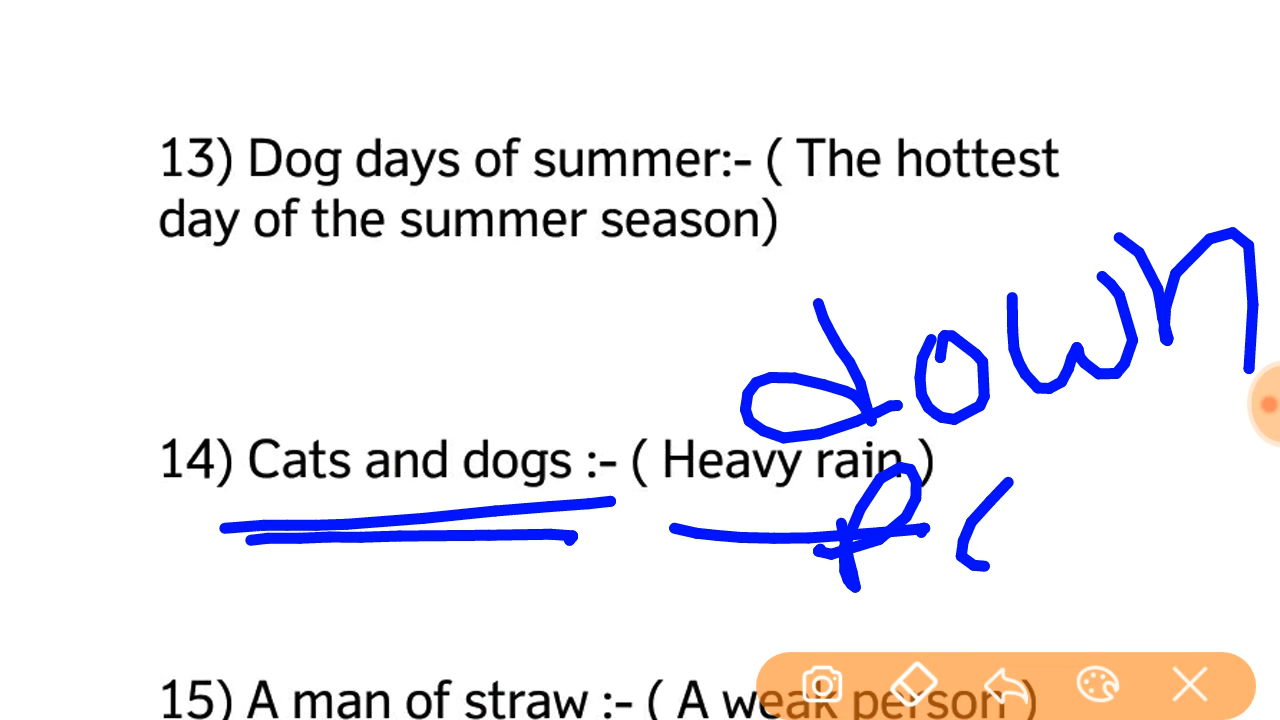 13) Dog days of summer:- ( The hottest
day of the summer season)
down
14) Cats and dogs :- ( Heavy rain )
15) A man of straw :- ( A weak person )